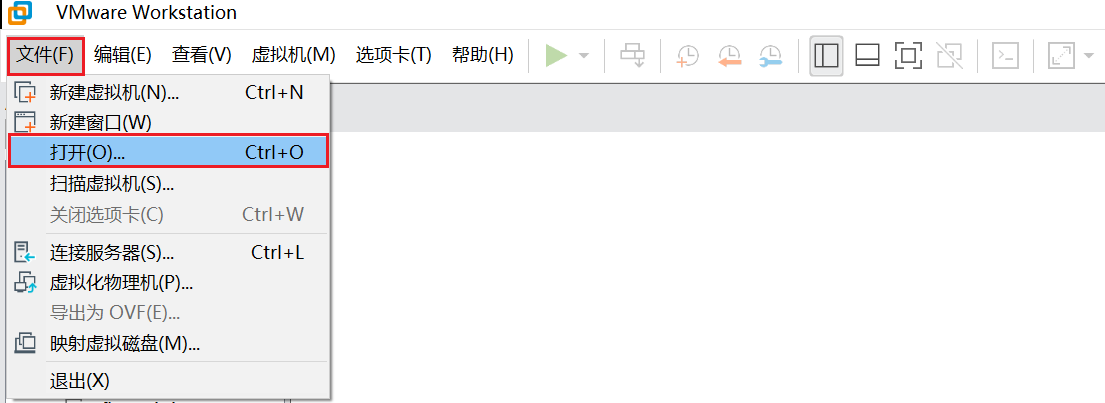 VMware Workstation
文件(F) 编辑(E) 查看(V) 虚拟机(M) 选项卡(T) 帮助(H)
新建虚拟机(N)... Ctrl+N
新建窗口(W)
打开(O)... Ctrl+O
扫描虚拟机(S)...
关闭选项卡(C) Ctrl+W
连接服务器(S)... Ctrl+L
虚拟化物理机(P)...
导出为 OVF(E)...
映射虚拟磁盘(M)...
退出(X)